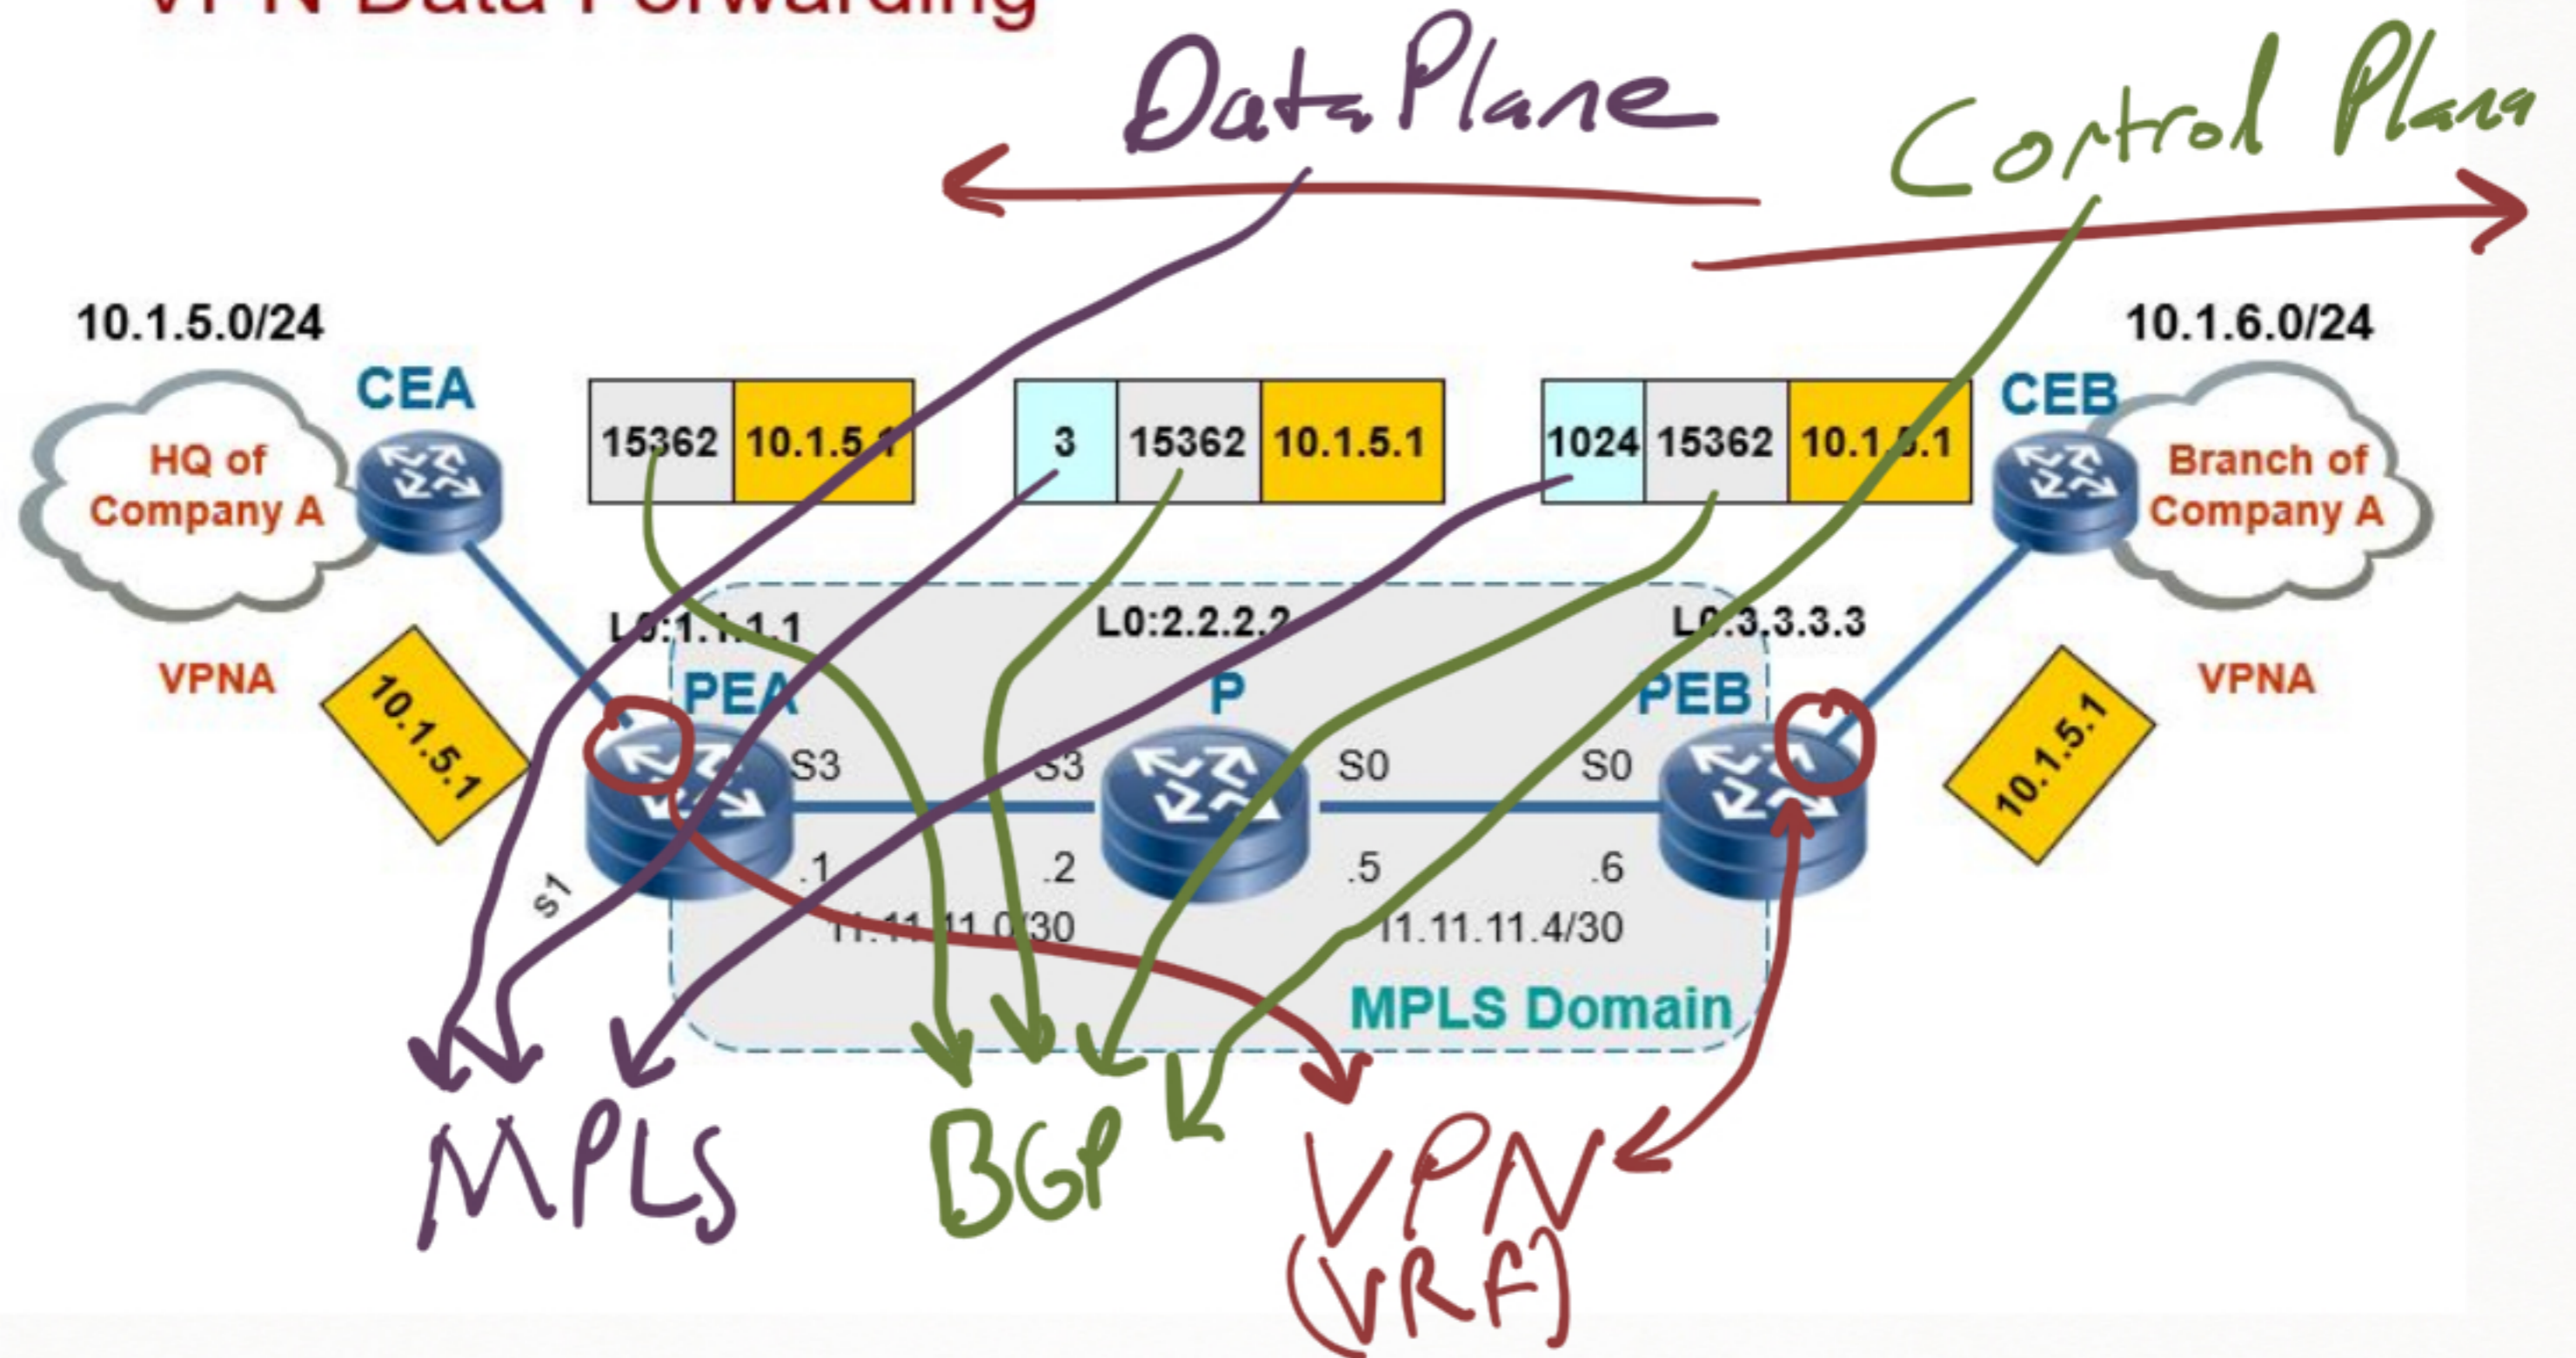 VPN Data Forwarding
Data Plane
Control Plana
10.1.5.0/24
10.1.6.0/24
CEA
CEB
15362 10.1.5.1
3 15362 10.1.5.1
1024 15362 10.1.5.1
HQ of
Company A
Branch of
Company A
L0:1.1.1.1
L0:2.2.2.2
L0:3.3.3.3
VPNA
PEA
P
PEB
VPNA
10.1.5.1
10.1.5.1
S3
S3
S0
S0
s1
.1
.2
.5
.6
11.11.11.0/30
11.11.11.4/30
MPLS Domain
MPLS
BGP
VPN
(VRF)